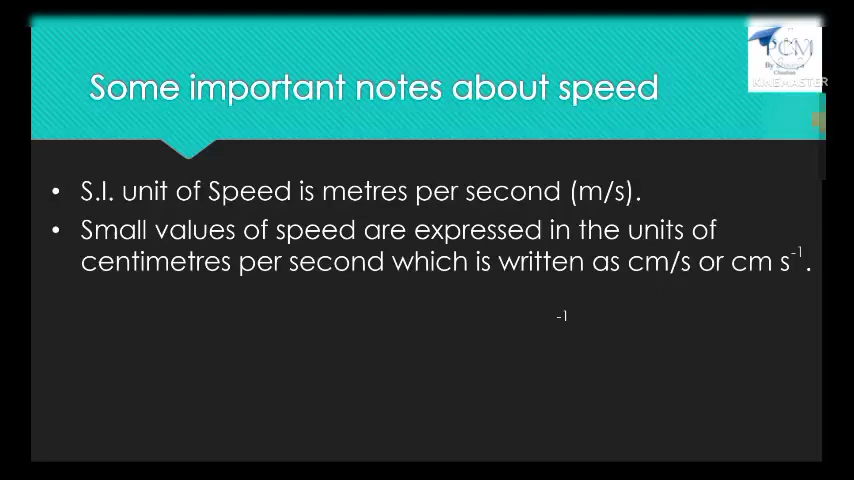 PCM
KINEMASTER
Some important notes about speed
• S.I. unit of Speed is metres per second (m/s).
• Small values of speed are expressed in the units of
centimetres per second which is written as cm/s or cm s-1.
-1